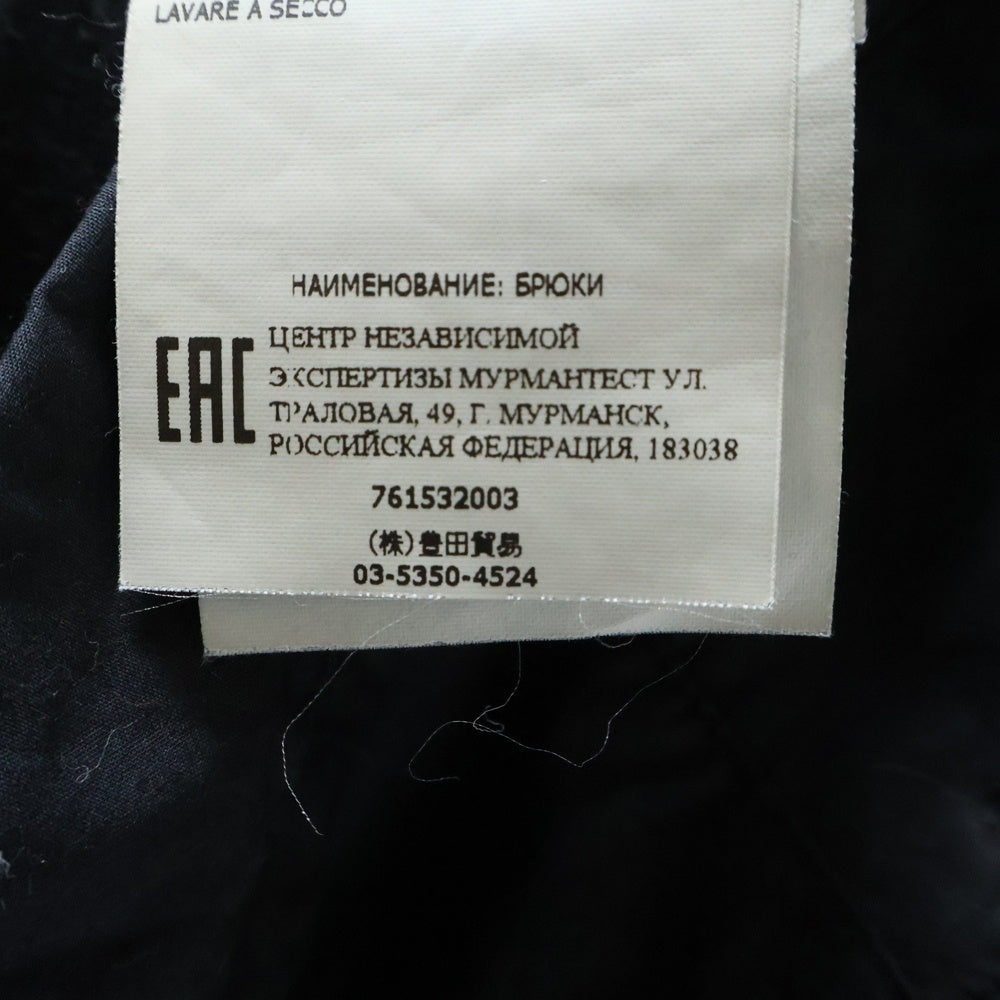 LAVARE A SECCO
НАИМЕНОВАНИЕ: БРЮКИ
EAC
ЦЕНТР НЕЗАВИСИМОЙ
ЭКСПЕРТИЗЫ МУРМАНТЕСТ УЛ.
ТРАЛОВАЯ, 49, Г. МУРМАНСК,
РОССИЙСКАЯ ФЕДЕРАЦИЯ, 183038
761532003
(株)豊田貿易
03-5350-4524